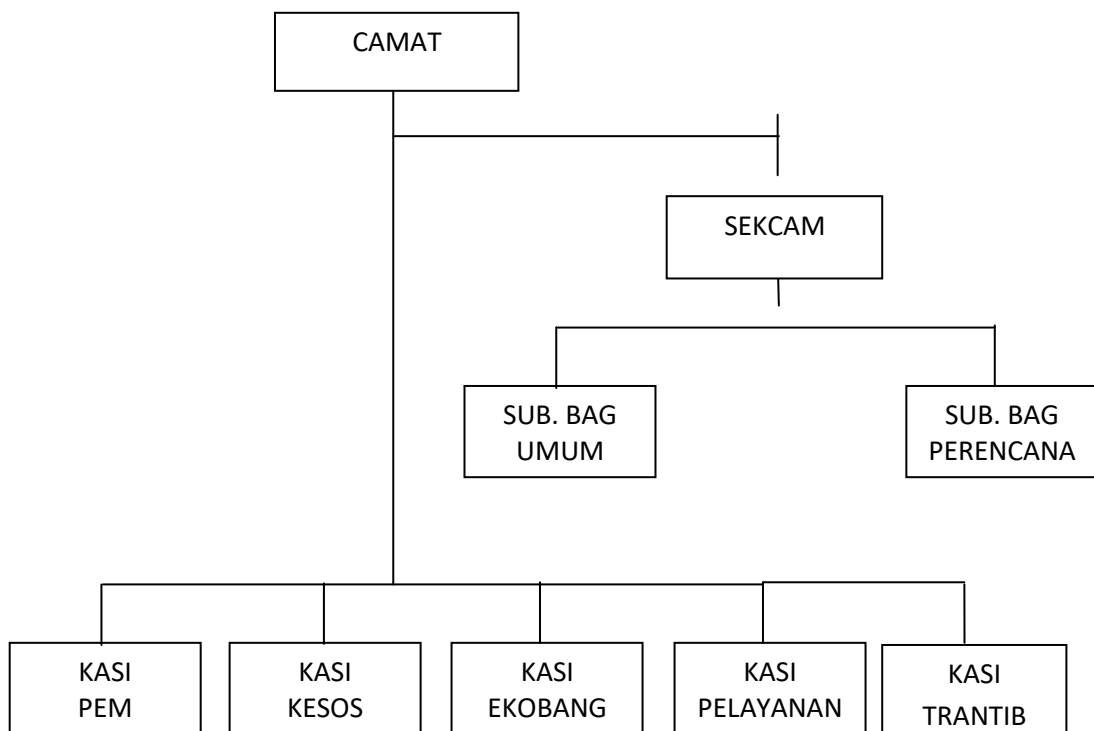 CAMAT
SEKCAM
SUB. BAG
UMUM
SUB. BAG
PERENCANA
KASI
PEM
KASI
KESOS
KASI
EKOBANG
KASI
PELAYANAN
KASI
TRANTIB